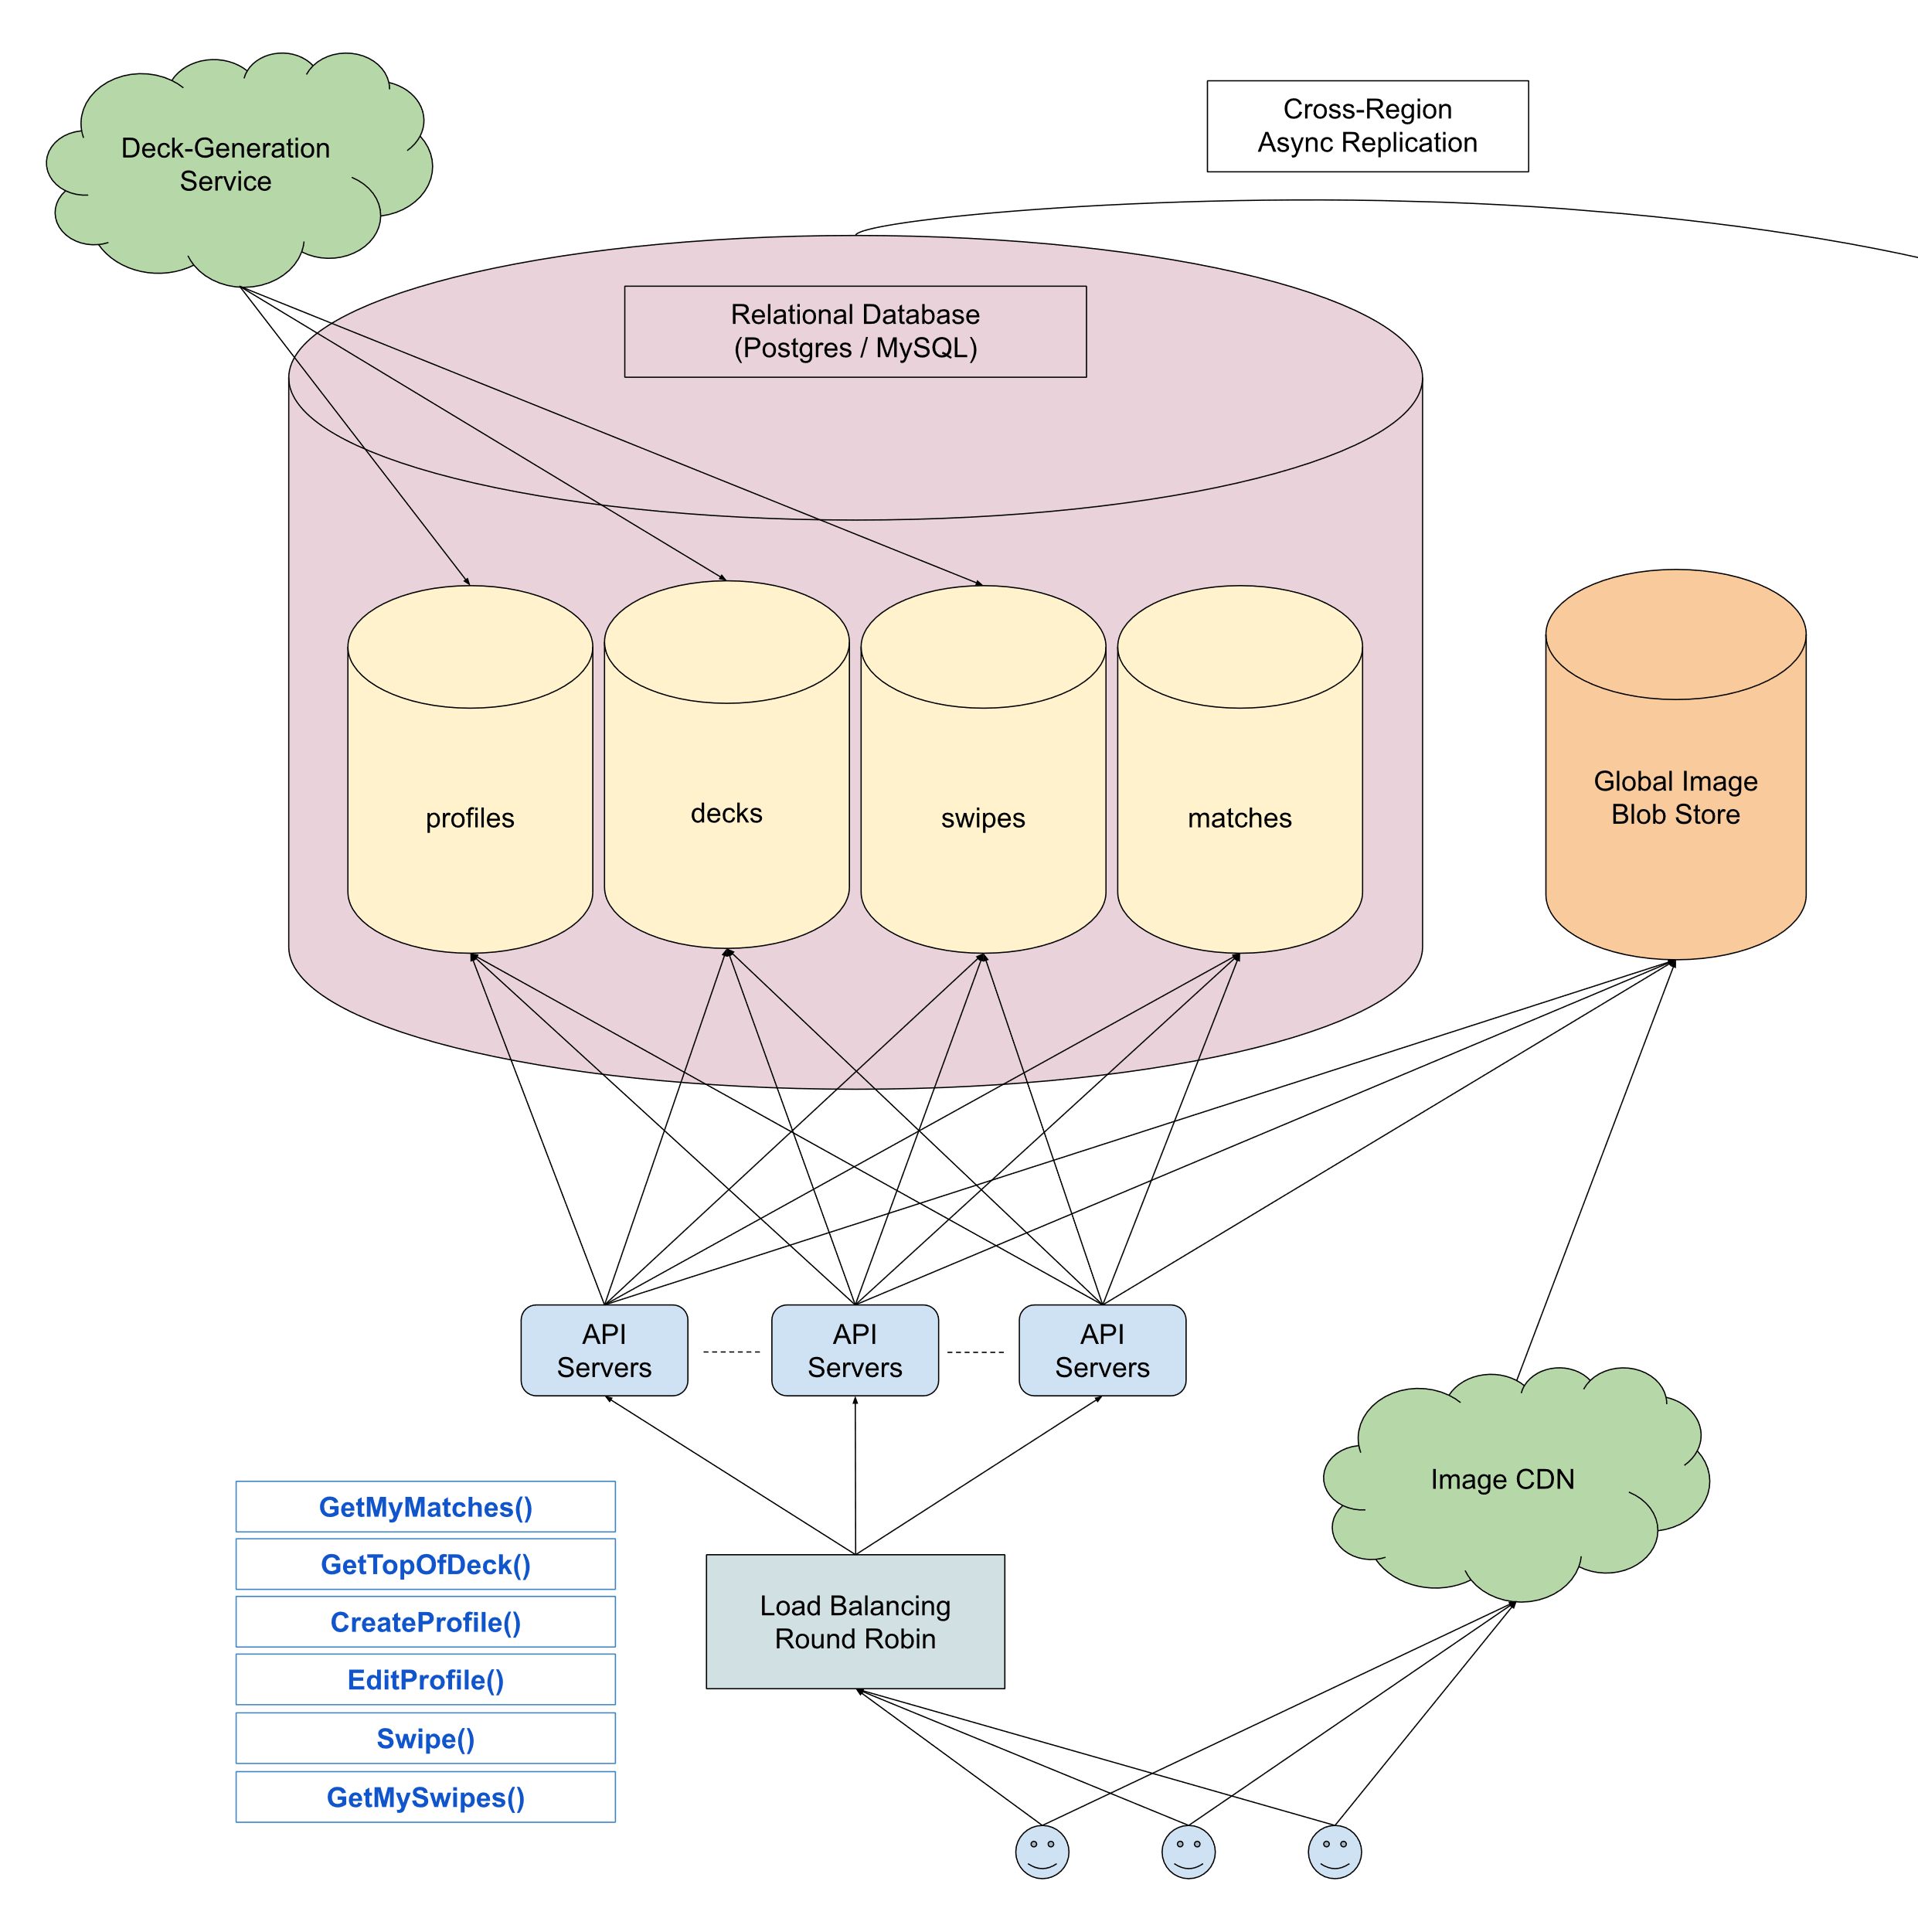 Deck-Generation
Service
Cross-Region
Async Replication
Relational Database
(Postgres / MySQL)
profiles
decks
swipes
matches
Global Image
Blob Store
API
Servers
API
Servers
API
Servers
Image CDN
GetMyMatches()
GetTopOfDeck()
CreateProfile()
EditProfile()
Swipe()
GetMySwipes()
Load Balancing
Round Robin